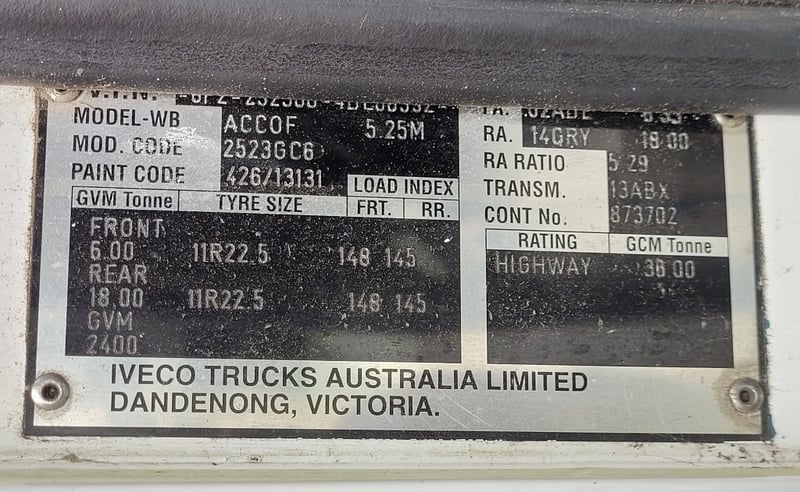 MODEL-WB ACCOF 5.25M
MOD. CODE 2523GC6
PAINT CODE 426/13131 LOAD INDEX
GVM Tonne TYRE SIZE FRT. RR.
FRONT
6.00 11R22.5 148 145
REAR
18.00 11R22.5 148 145
GVM
2400
RA. 14QRY 18.00
RA RATIO 5.29
TRANSM. 13ABX
CONT No. 873702
RATING GCM Tonne
HIGHWAY 38.00
IVECO TRUCKS AUSTRALIA LIMITED
DANDENONG, VICTORIA.